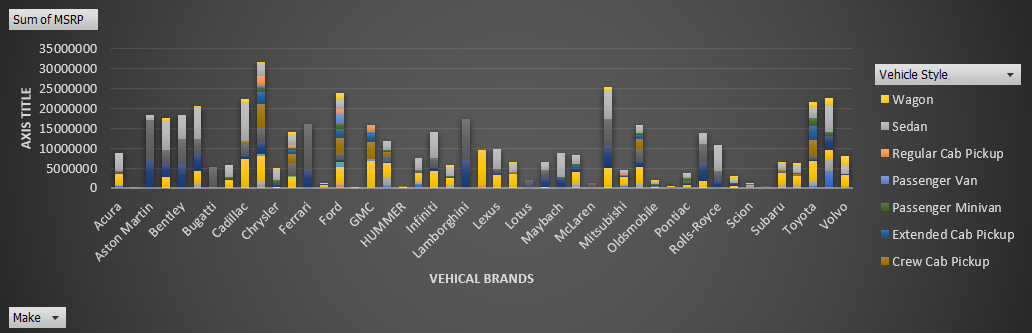 Sum of MSRP
35000000
30000000
25000000
20000000
15000000
10000000
5000000
0
AXIS TITLE
Acura
Aston Martin
Bentley
Bugatti
Cadillac
Chrysler
Ferrari
Ford
GMC
HUMMER
Infiniti
Lamborghini
Lexus
Lotus
Maybach
McLaren
Mitsubishi
Oldsmobile
Pontiac
Rolls-Royce
Scion
Subaru
Toyota
Volvo
VEHICAL BRANDS
Vehicle Style
Wagon
Sedan
Regular Cab Pickup
Passenger Van
Passenger Minivan
Extended Cab Pickup
Crew Cab Pickup
Make